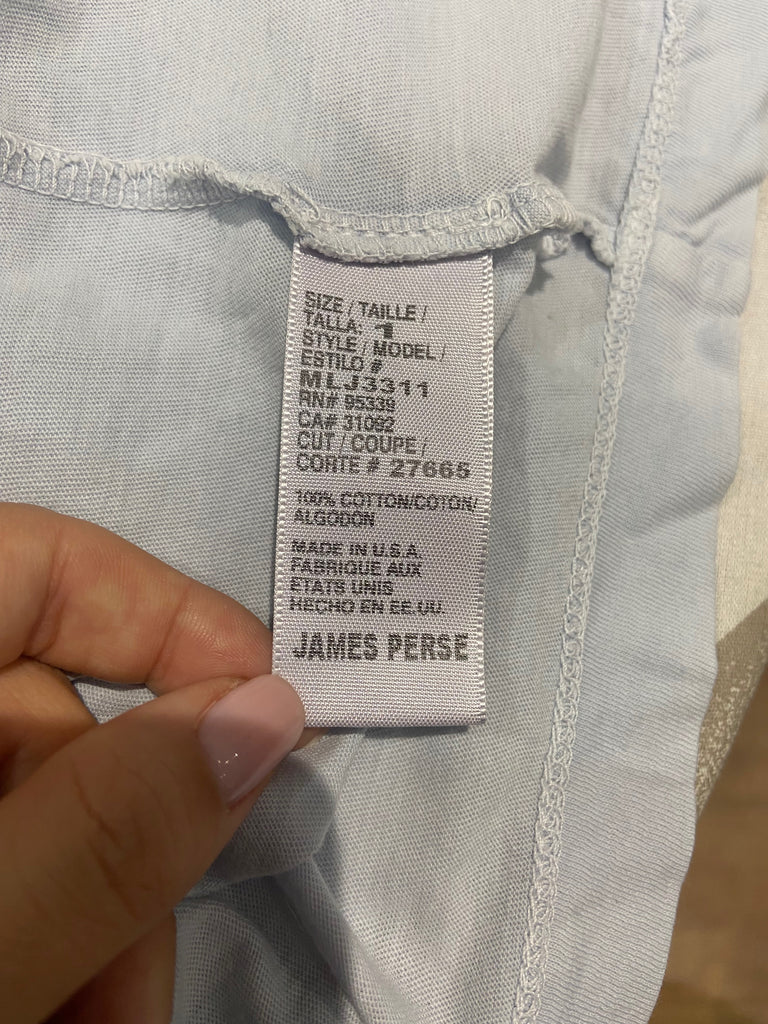 SIZE / TAILLE /
TALLA: 1
STYLE / MODEL /
ESTILO #
MLJ3311
RN# 95339
CA# 31092
CUT / COUPE /
CORTE # 27665
100% COTTON/COTON/
ALGODON
MADE IN U.S.A.
FABRIQUE AUX
ETATS UNIS
HECHO EN EE.UU.
JAMES PERSE